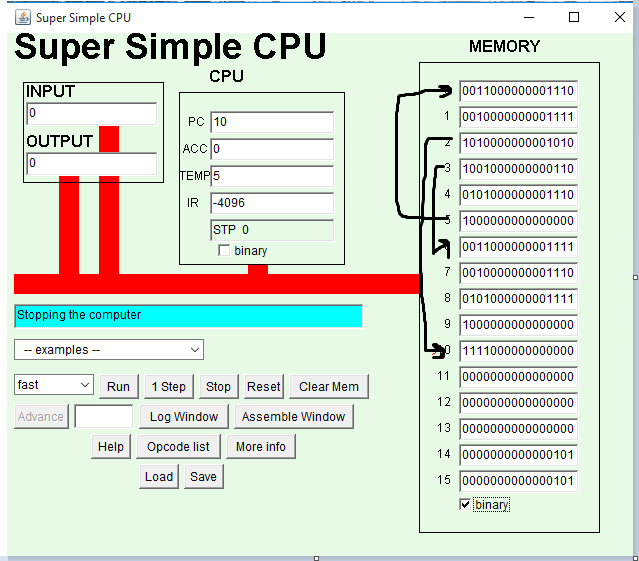 Super Simple CPU
Super Simple CPU
INPUT
0
OUTPUT
0
CPU
PC 10
ACC 0
TEMP 5
IR -4096
STP 0
binary
Stopping the computer
-- examples --
fast Run 1 Step Stop Reset Clear Mem
Advance Log Window Assemble Window
Help Opcode list More info
Load Save
MEMORY
0011000000001110
1 0010000000001111
2 1010000000001010
3 1001000000000110
4 0101000000001110
5 1000000000000000
6 0011000000001111
7 0010000000001110
8 0101000000001111
9 1000000000000000
0 1111000000000000
11 0000000000000000
12 0000000000000000
13 0000000000000000
14 0000000000000101
15 0000000000000101
binary